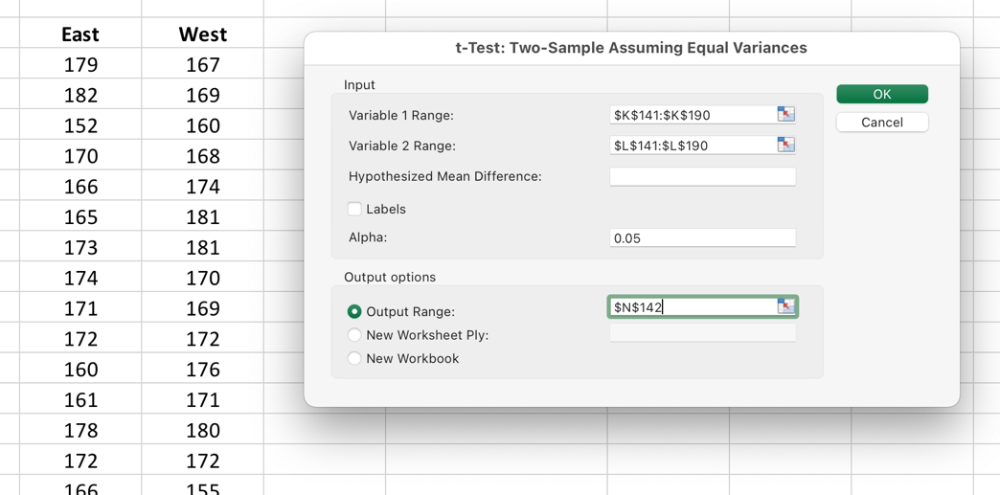 East West
179 167
182 169
152 160
170 168
166 174
165 181
173 181
174 170
171 169
172 172
160 176
161 171
178 180
172 172
166 155
t-Test: Two-Sample Assuming Equal Variances
Input
Variable 1 Range: $K$141:$K$190
Variable 2 Range: $L$141:$L$190
Hypothesized Mean Difference:
Labels
Alpha: 0.05
Output options
Output Range: $N$142
New Worksheet Ply:
New Workbook
OK
Cancel